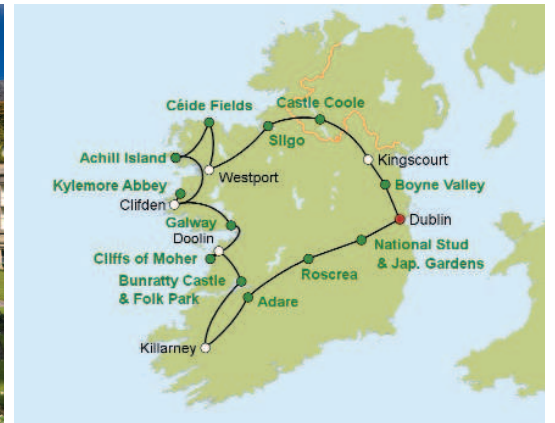 Céide Fields
Castle Coole
Sligo
Achill Island
Westport
Kingscourt
Kylemore Abbey
Boyne Valley
Clifden
Galway
Dublin
Doolin
National Stud
& Jap. Gardens
Cliffs of Moher
Roscrea
Bunratty Castle
& Folk Park
Adare
Killarney